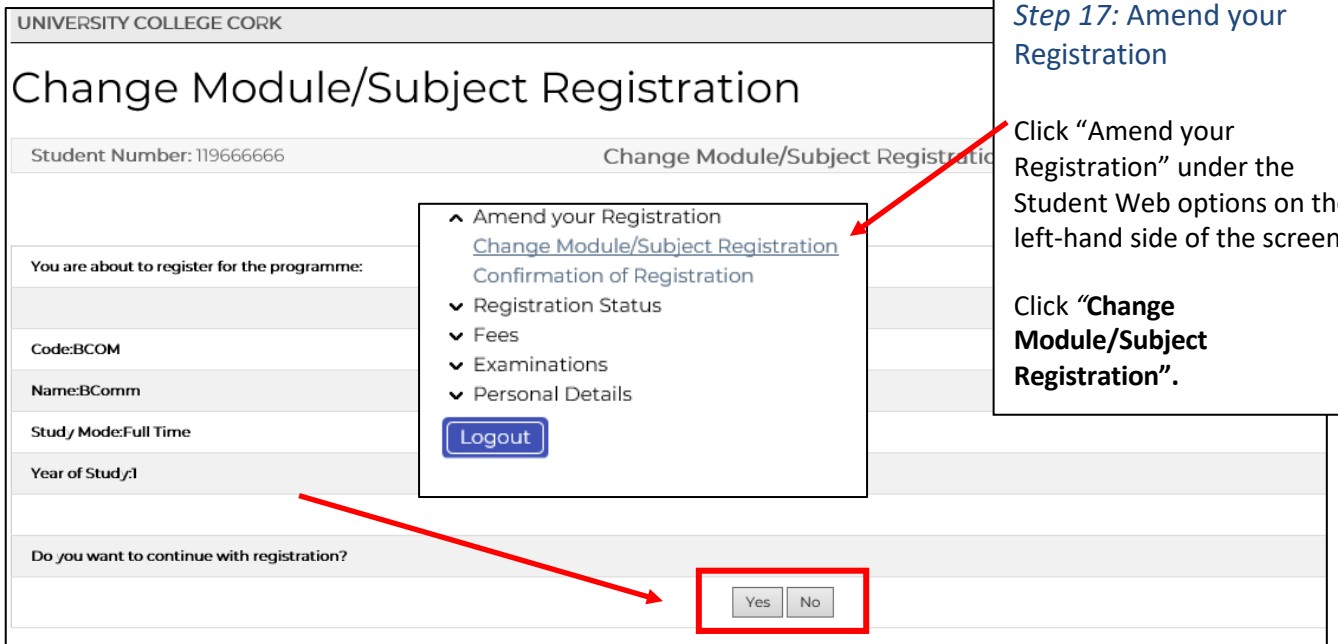 UNIVERSITY COLLEGE CORK
Change Module/Subject Registration
Student Number: 119666666
Change Module/Subject
You are about to register for the programme:
Code:BCOM
Name:BComm
Study Mode:Full Time
Year of Study:1
Do you want to continue with registration?
Yes No
Amend your Registration
Change Module/Subject Registration
Confirmation of Registration
Registration Status
Fees
Examinations
Personal Details
Logout
Step 17: Amend your
Registration
Click “Amend your
Registration” under the
Student Web options on th
left-hand side of the screen
Click “Change
Module/Subject
Registration”.